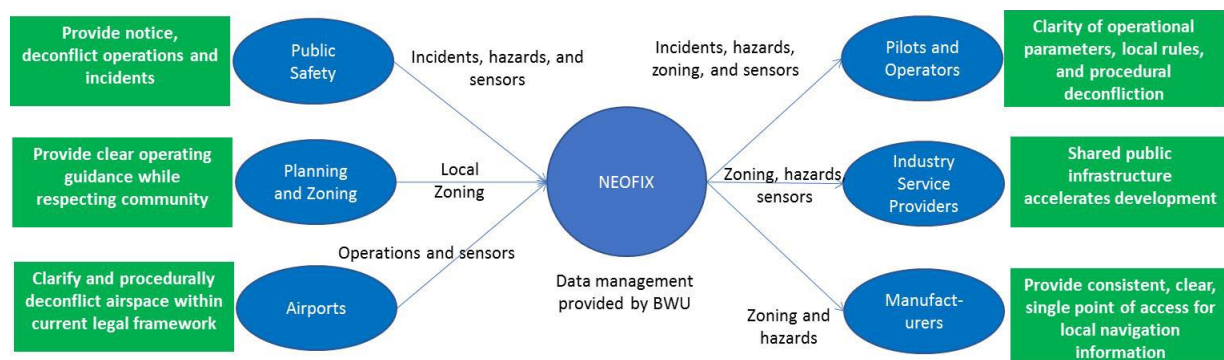 Provide notice,
deconflict operations and
incidents
Public
Safety
Incidents, hazards, and
sensors
Provide clear operating
guidance while
respecting community
Planning
and Zoning
Local
Zoning
Clarify and procedurally
deconflict airspace within
current legal framework
Airports
Operations and sensors
NEOFIX
Data management
provided by BWU
Incidents, hazards,
zoning, and sensors
Pilots and
Operators
Clarity of operational
parameters, local rules,
and procedural
deconfliction
Zoning, hazards,
sensors
Industry
Service
Providers
Shared public
infrastructure
accelerates development
Zoning and
hazards
Manufact-
urers
Provide consistent, clear,
single point of access for
local navigation
information